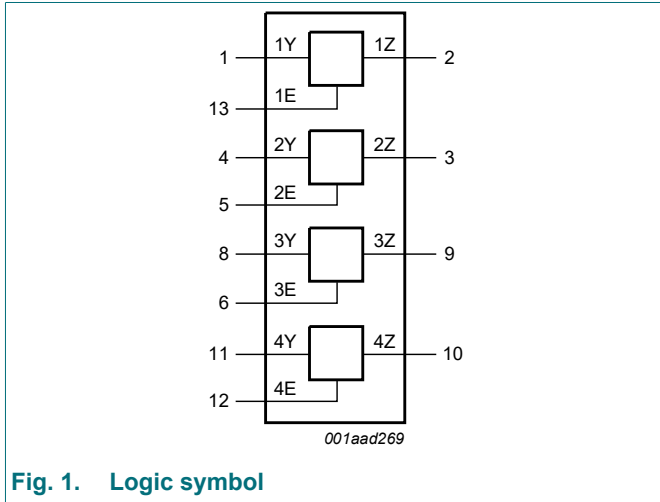 1 1Y 1Z 2
13 1E
4 2Y 2Z 3
5 2E
8 3Y 3Z 9
6 3E
11 4Y 4Z 10
12 4E
001aad269
Fig. 1. Logic symbol